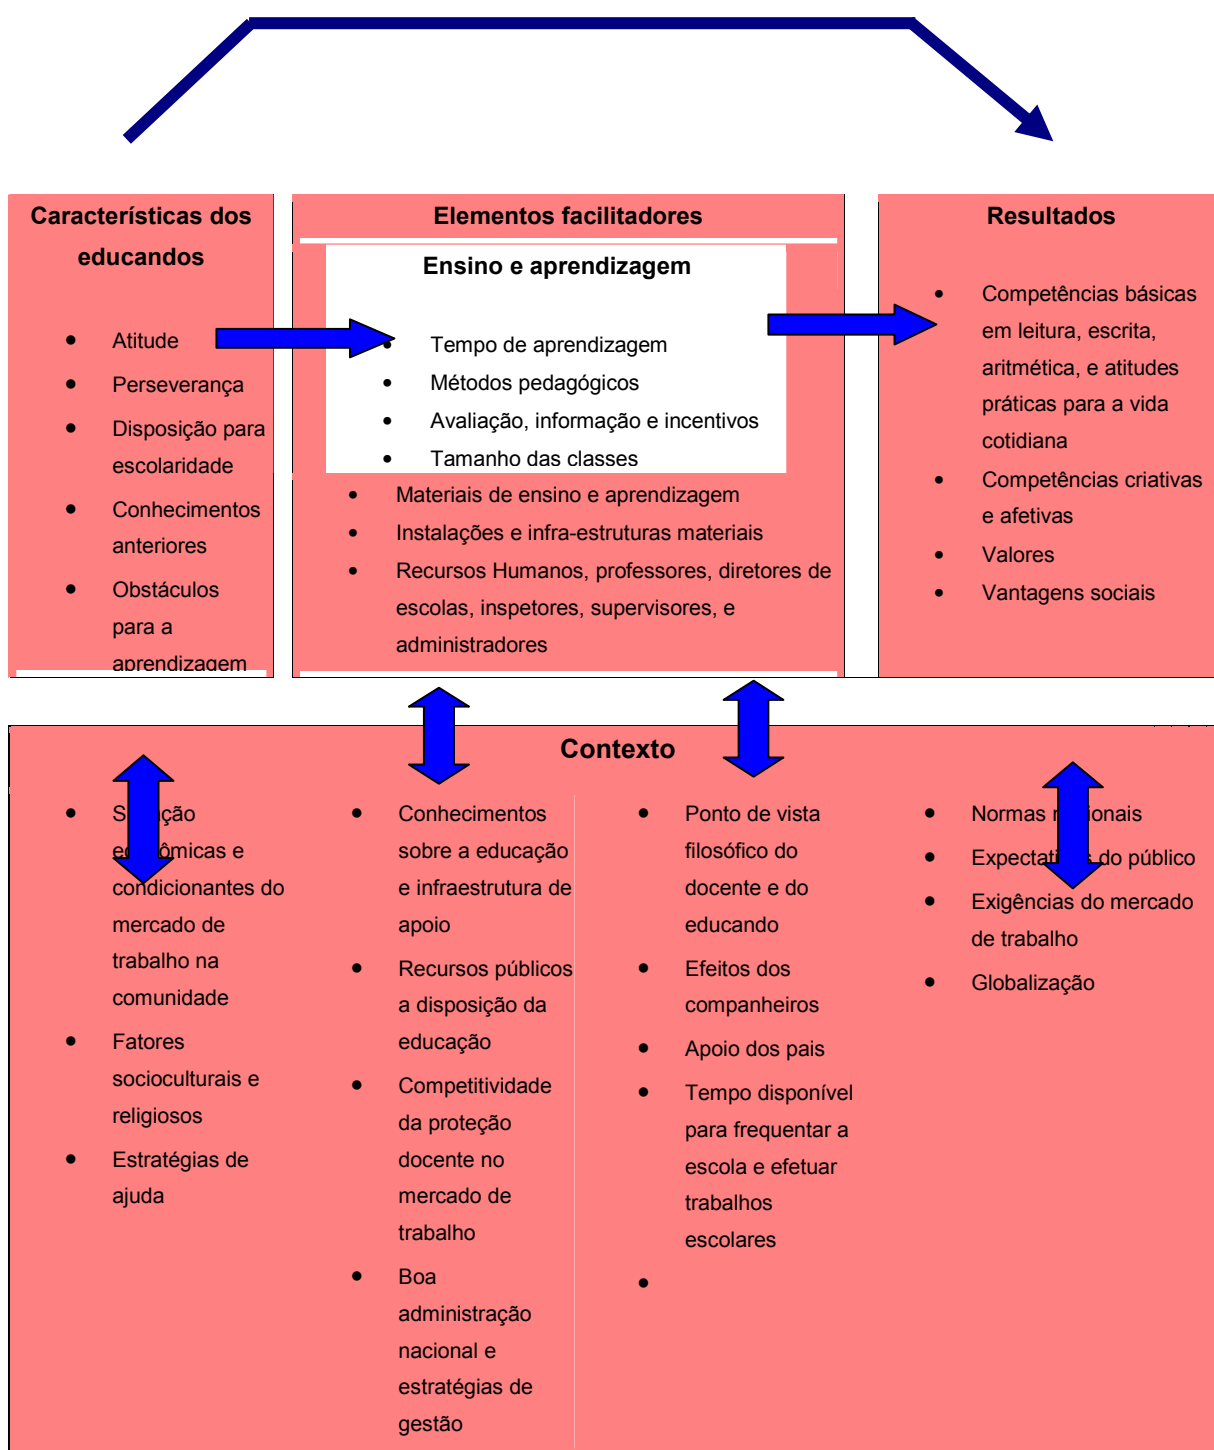 Características dos
educandos
Atitude
Perseverança
Disposição para
escolaridade
Conhecimentos
anteriores
Obstáculos
para a
aprendizagem
Elementos facilitadores
Ensino e aprendizagem
Tempo de aprendizagem
Métodos pedagógicos
Avaliação, informação e incentivos
Tamanho das classes
Materiais de ensino e aprendizagem
Instalações e infra-estruturas materiais
Recursos Humanos, professores, diretores de
escolas, inspetores, supervisores, e
administradores
Resultados
Competências básicas
em leitura, escrita,
aritmética, e atitudes
práticas para a vida
cotidiana
Competências criativas
e afetivas
Valores
Vantagens sociais
Contexto
e
condicionantes do
mercado de
trabalho na
comunidade
Fatores
socioculturais e
religiosos
Estratégias de
ajuda
Conhecimentos
sobre a educação
e infraestrutura de
apoio
Recursos públicos
a disposição da
educação
Competitividade
da proteção
docente no
mercado de
trabalho
Boa
administração
nacional e
estratégias de
gestão
Ponto de vista
filosófico do
docente e do
educando
Efeitos dos
companheiros
Apoio dos pais
Tempo disponível
para frequentar a
escola e efetuar
trabalhos
escolares
Normas
Expectativas do público
Exigências do mercado
de trabalho
Globalização